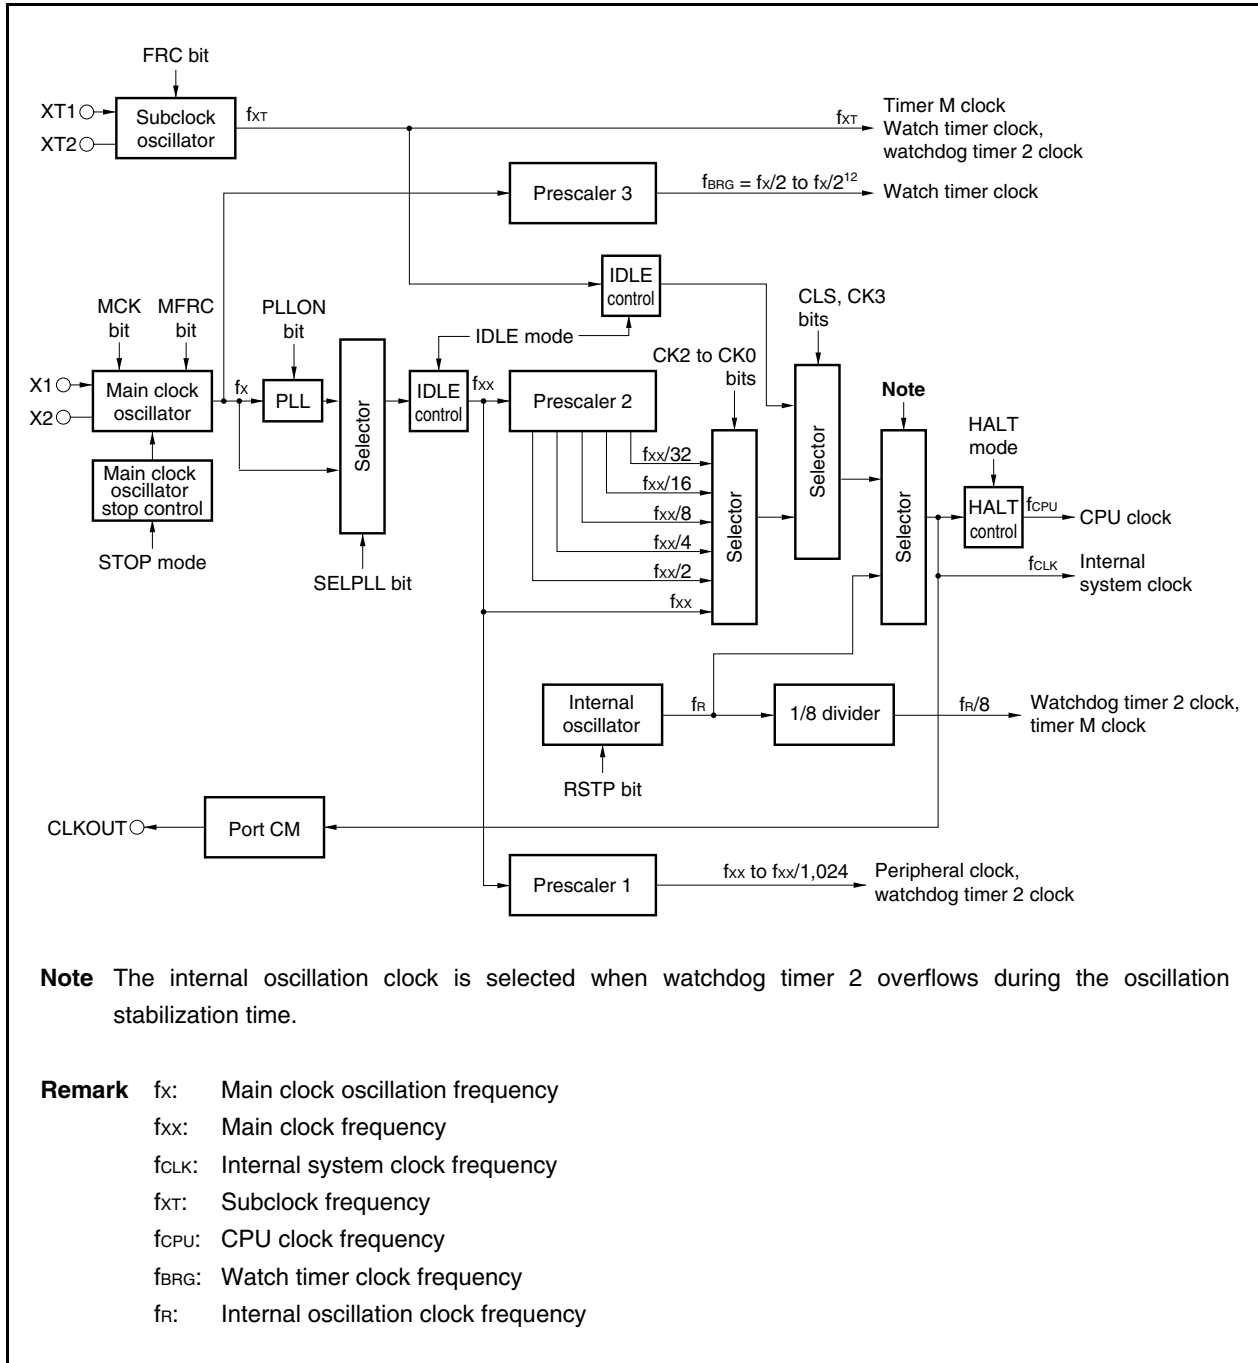 FRC bit
XT1
XT2
Subclock
oscillator
fXT
fXT
Timer M clock
Watch timer clock,
watchdog timer 2 clock
Prescaler 3
fBRG = fX/2 to fX/2¹²
Watch timer clock
IDLE
control
MCK
bit
MFRC
bit
PLLON
bit
IDLE mode
CLS, CK3
bits
CK2 to CK0
bits
X1
X2
Main clock
oscillator
fX
PLL
Selector
IDLE
control
fXX
Prescaler 2
Note
HALT
mode
Main clock
oscillator
stop control
STOP mode
SELPLL bit
fXX/32
fXX/16
fXX/8
fXX/4
fXX/2
fXX
Selector
Selector
Selector
HALT
control
fCPU
CPU clock
fCLK
Internal
system clock
Internal
oscillator
fR
1/8 divider
fR/8
Watchdog timer 2 clock,
timer M clock
RSTP bit
CLKOUT
Port CM
Prescaler 1
fXX to fXX/1,024
Peripheral clock,
watchdog timer 2 clock
Note The internal oscillation clock is selected when watchdog timer 2 overflows during the oscillation
stabilization time.
Remark fX: Main clock oscillation frequency
fXX: Main clock frequency
fCLK: Internal system clock frequency
fXT: Subclock frequency
fCPU: CPU clock frequency
fBRG: Watch timer clock frequency
fR: Internal oscillation clock frequency